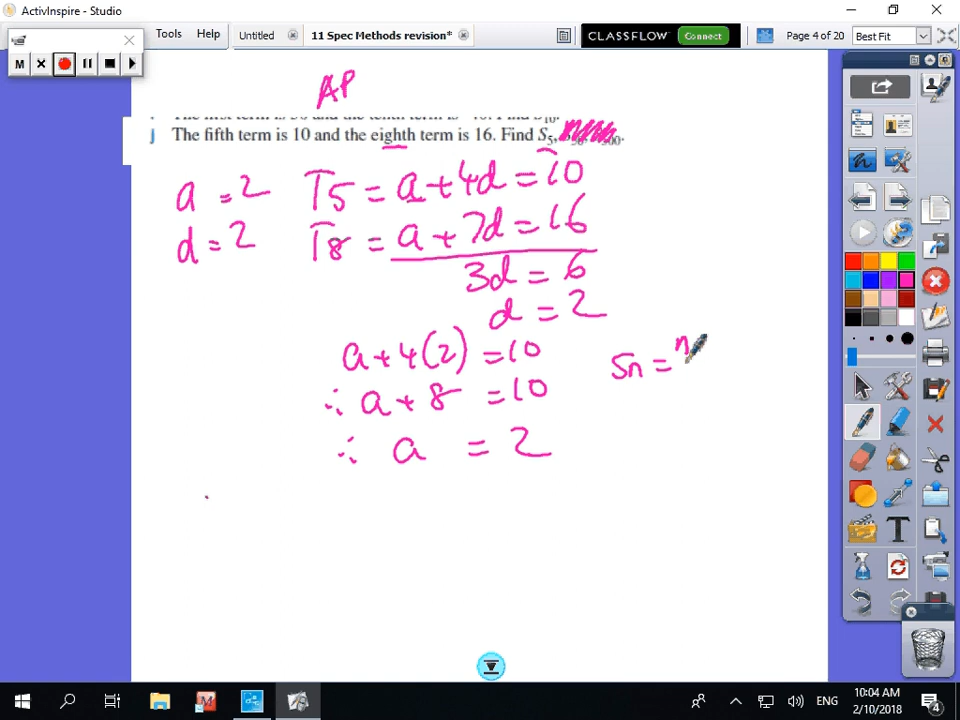 ActivInspire - Studio
Tools Help Untitled 11 Spec Methods revision* CLASSFLOW Connect Page 4 of 20 Best Fit
M
AP
j The fifth term is 10 and the eighth term is 16. Find S5,
a = 2 T5 = a + 4d = 10
d = 2 T8 = a + 7d = 16
3d = 6
d = 2
a + 4(2) = 10
Sn = n
∴ a + 8 = 10
∴ a = 2
T
ENG
10:04 AM
2/10/2018
4